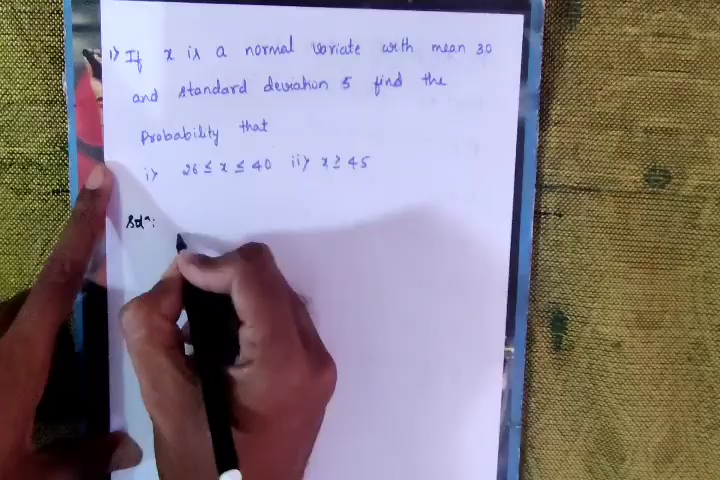 1) If x is a normal variate with mean 30
and standard deviation 5 find the
Probability that
i) 26 ≤ x ≤ 40 ii) x ≥ 45
Solⁿ: